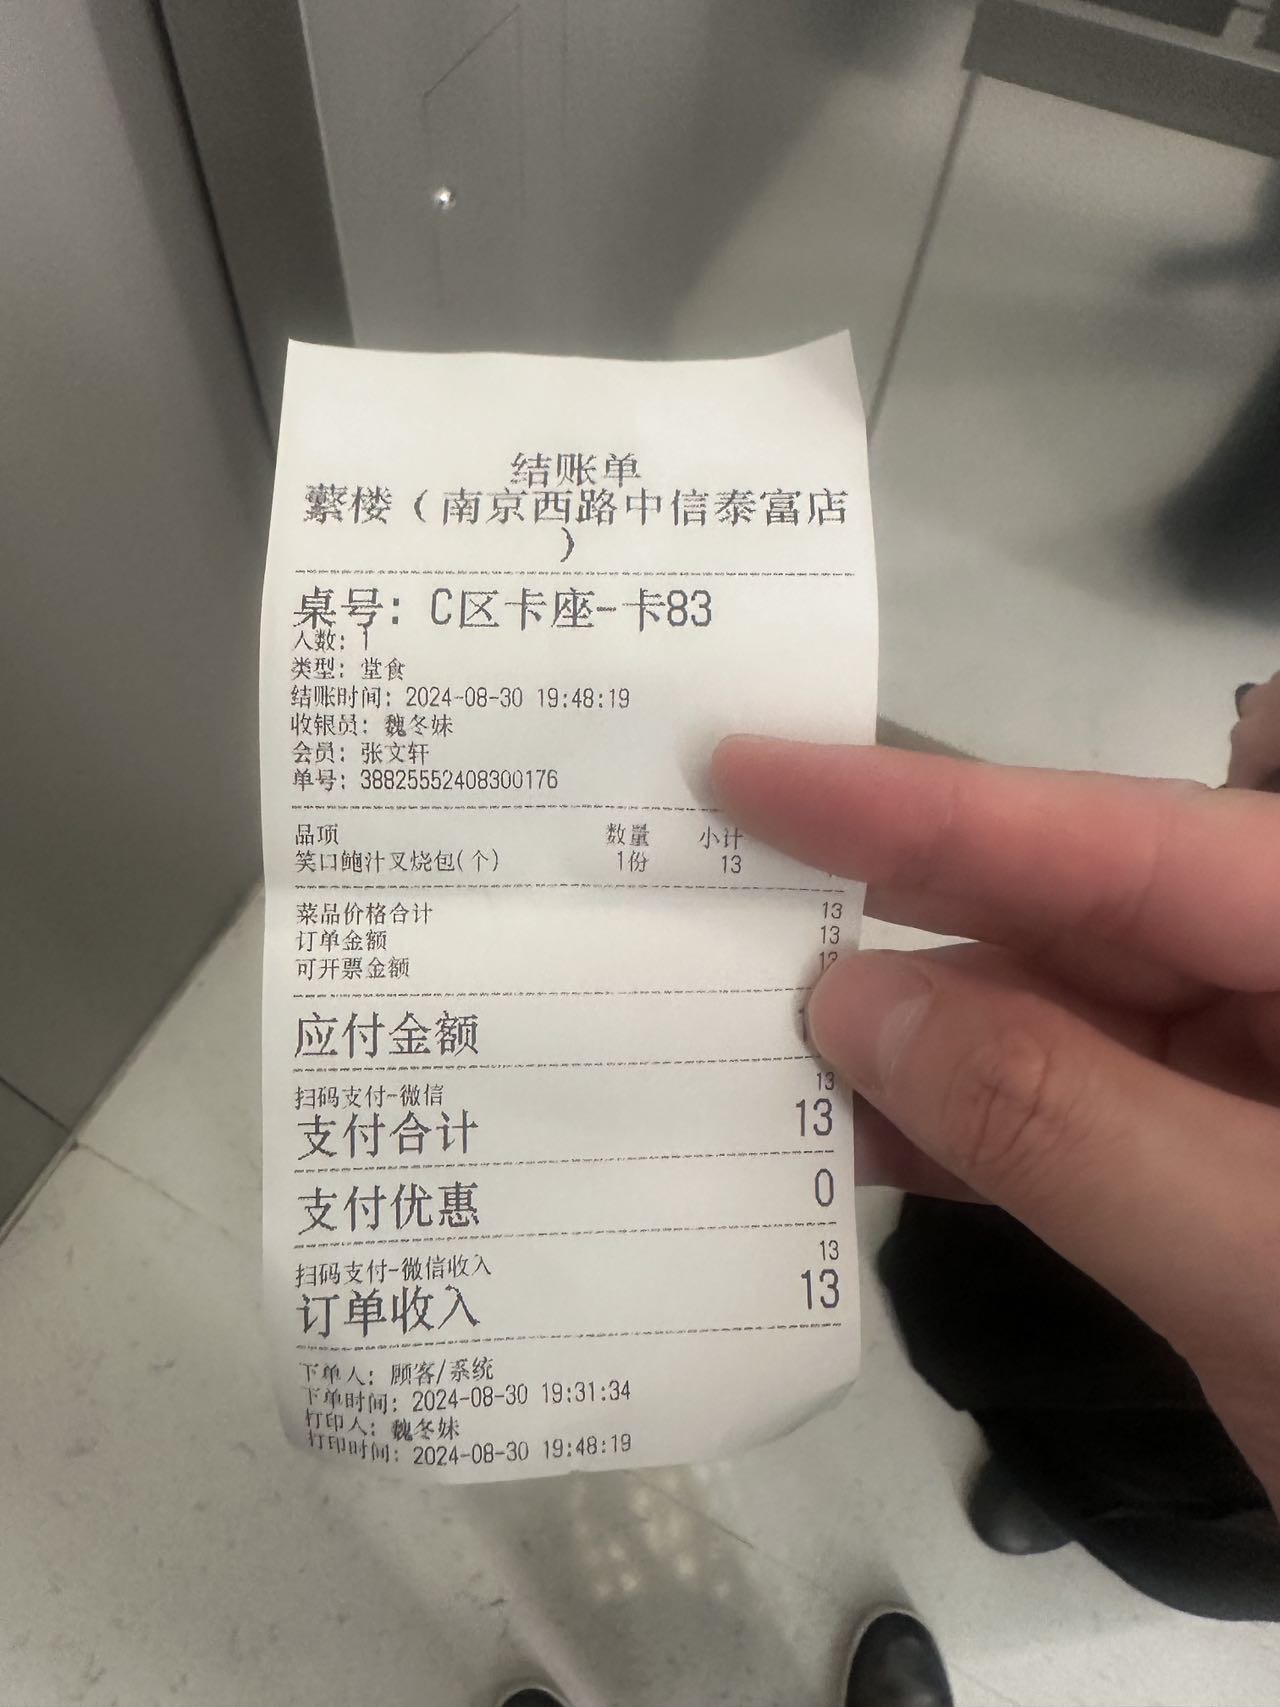 结账单
蘩楼（南京西路中信泰富店
）
桌号：C区卡座-卡83
人数：1
类型：堂食
结账时间：2024-08-30 19:48:19
收银员：魏冬妹
会员：张文轩
单号：38825552408300176
品项 数量 小计
笑口鲍汁叉烧包(个) 1份 13
菜品价格合计 13
订单金额 13
可开票金额 13
应付金额
扫码支付-微信 13
支付合计 13
支付优惠 0
扫码支付-微信收入 13
订单收入 13
下单人：顾客/系统
下单时间：2024-08-30 19:31:34
打印人：魏冬妹
打印时间：2024-08-30 19:48:19